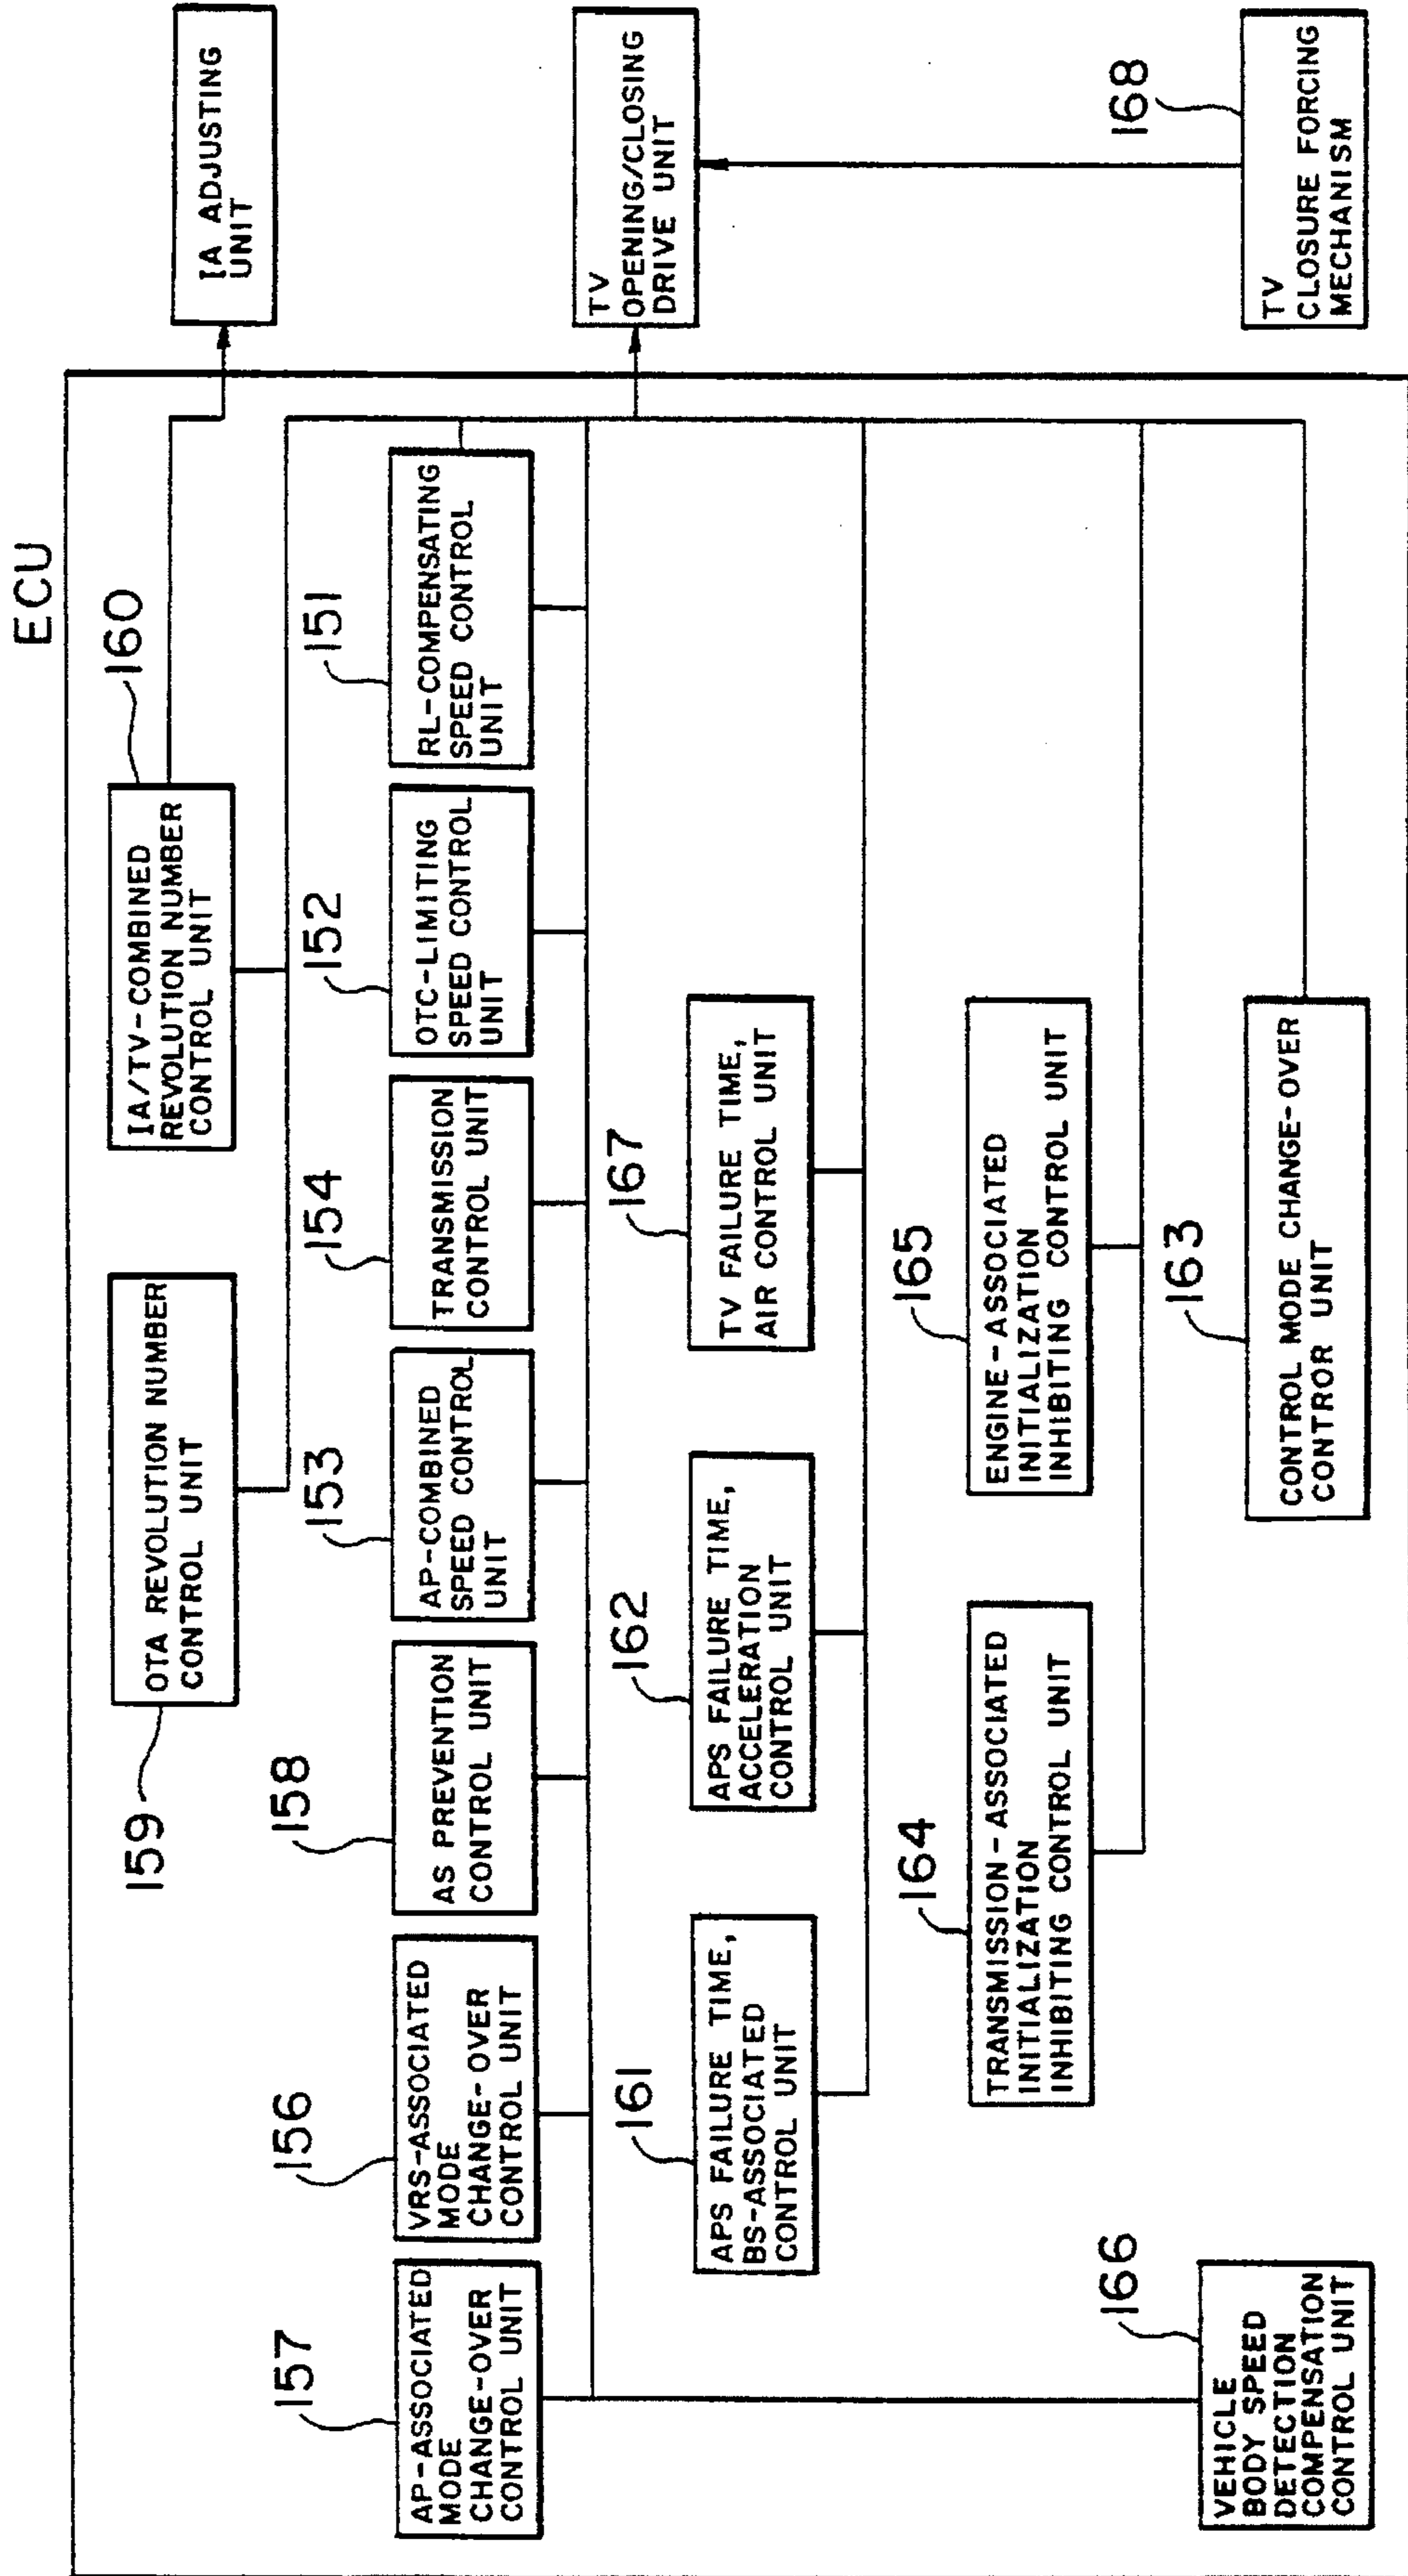 ECU
159
OTA REVOLUTION NUMBER
CONTROL UNIT
160
IA/TV-COMBINED
REVOLUTION NUMBER
CONTROL UNIT
IA ADJUSTING
UNIT
157
AP-ASSOCIATED
MODE
CHANGE-OVER
CONTROL UNIT
156
VRS-ASSOCIATED
MODE
CHANGE-OVER
CONTROL UNIT
158
AS PREVENTION
CONTROL UNIT
153
AP-COMBINED
SPEED CONTROL
UNIT
154
TRANSMISSION
CONTROL UNIT
152
OTC-LIMITING
SPEED CONTROL
UNIT
151
RL-COMPENSATING
SPEED CONTROL
UNIT
TV
OPENING/CLOSING
DRIVE UNIT
161
APS FAILURE TIME,
BS-ASSOCIATED
CONTROL UNIT
162
APS FAILURE TIME,
ACCELERATION
CONTROL UNIT
167
TV FAILURE TIME,
AIR CONTROL UNIT
164
TRANSMISSION-ASSOCIATED
INITIALIZATION
INHIBITING CONTROL UNIT
165
ENGINE-ASSOCIATED
INITIALIZATION
INHIBITING CONTROL UNIT
166
VEHICLE
BODY SPEED
DETECTION
COMPENSATION
CONTROL UNIT
163
CONTROL MODE CHANGE-OVER
CONTROR UNIT
168
TV
CLOSURE FORCING
MECHANISM